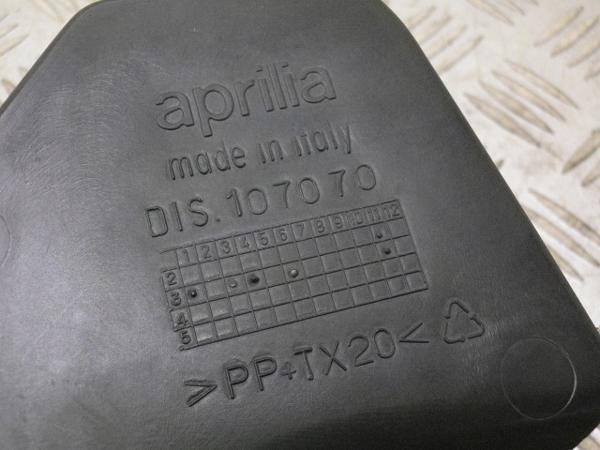 aprilia
made in italy
DIS. 107070
1 2 3 4 5 6 7 8 9 10 11 12
2
3
4
5
>PP+TX20<